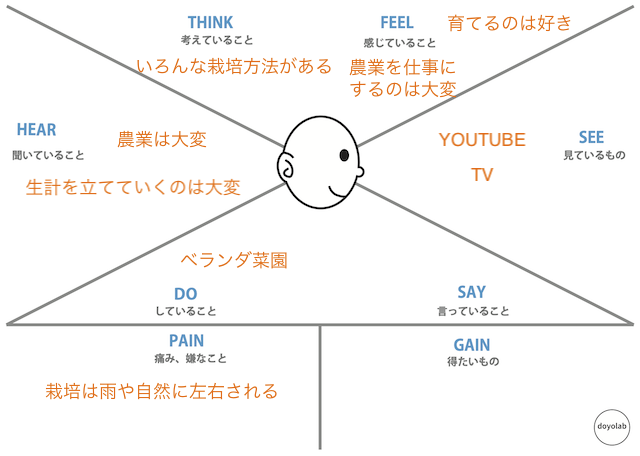 THINK
考えていること
いろんな栽培方法がある
FEEL
感じていること
育てるのは好き
農業を仕事に
するのは大変
HEAR
聞いていること
農業は大変
生計を立てていくのは大変
YOUTUBE
TV
SEE
見ているもの
ベランダ菜園
DO
していること
SAY
言っていること
PAIN
痛み、嫌なこと
栽培は雨や自然に左右される
GAIN
得たいもの
doyolab